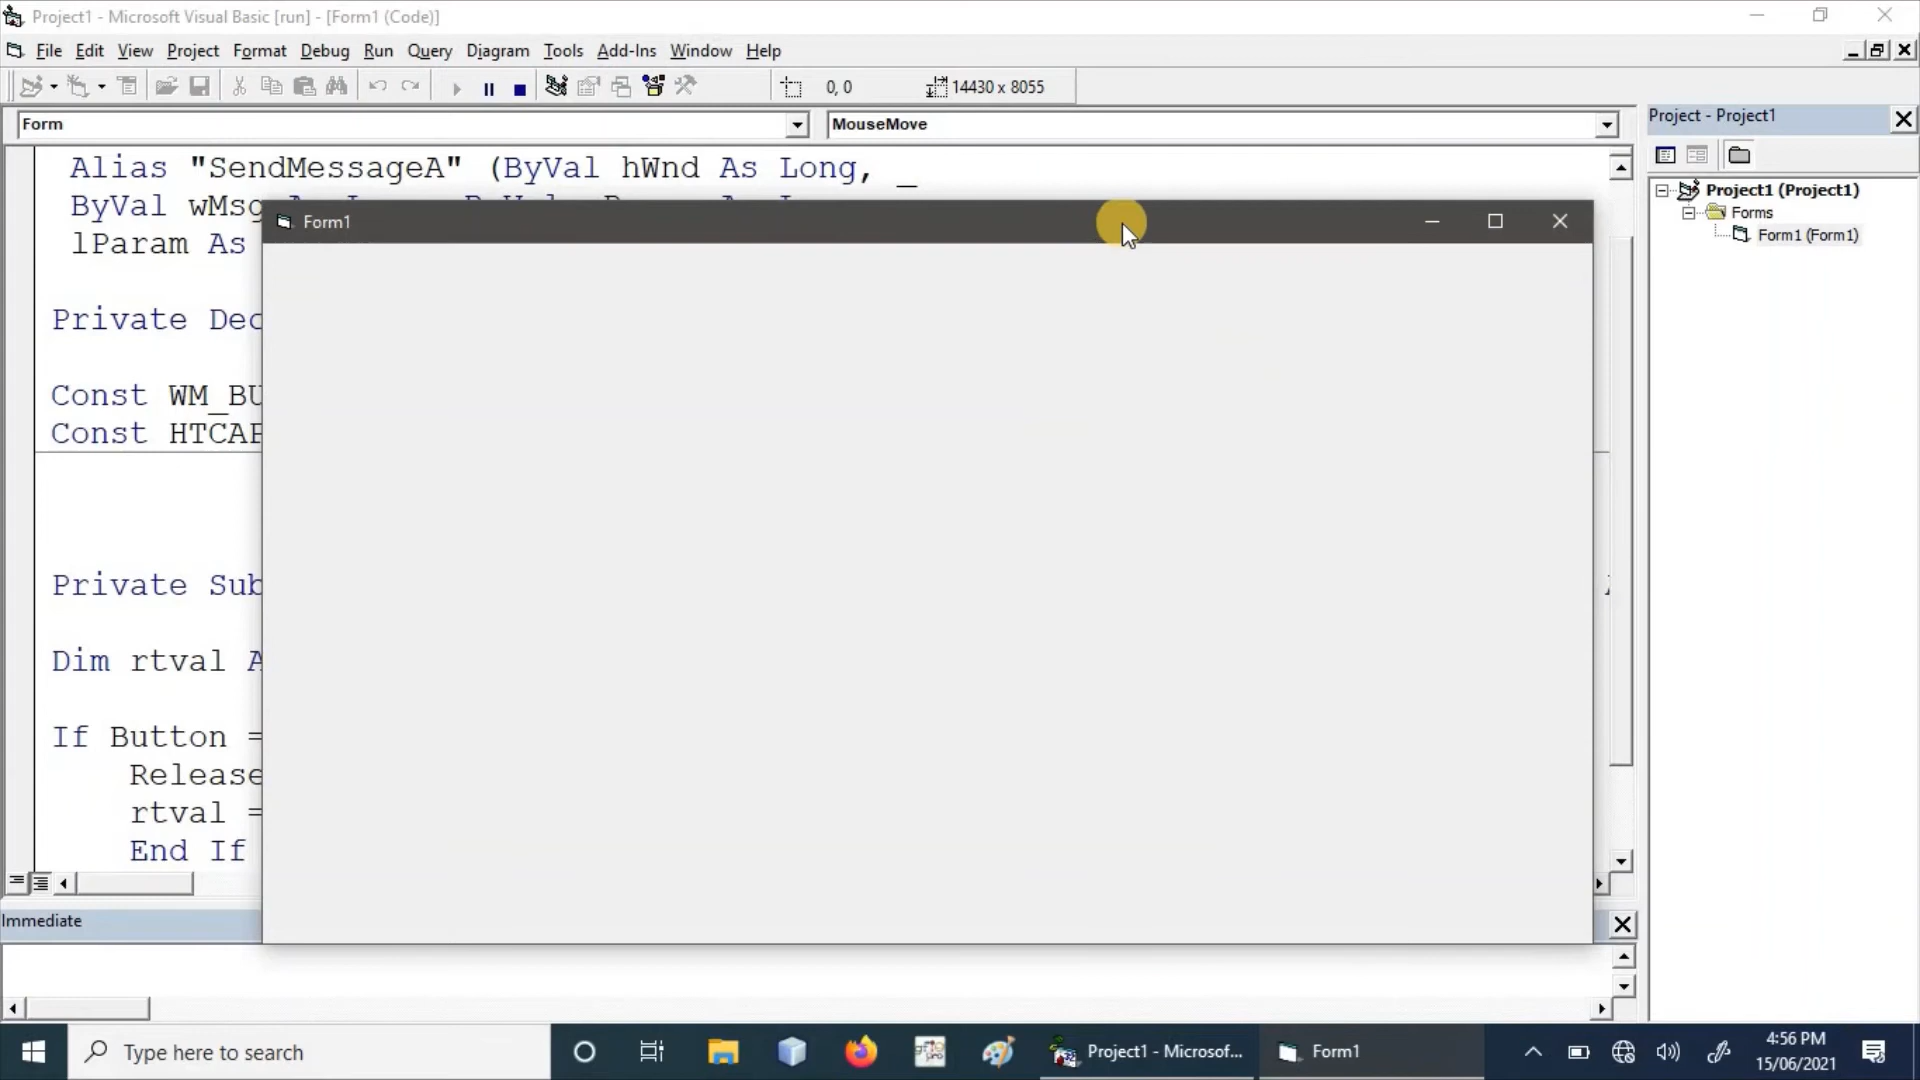 Project1 - Microsoft Visual Basic [run] - [Form1 (Code)]
File Edit View Project Format Debug Run Query Diagram Tools Add-Ins Window Help
0, 0 14430 x 8055
Form MouseMove
Project - Project1
Alias "SendMessageA" (ByVal hWnd As Long, _
ByVal wMsg
lParam As
Form1
Project1 (Project1)
Forms
Form1 (Form1)
Private Dec
Const WM_BU
Const HTCAP
Private Sub
Dim rtval A
If Button =
Release
rtval =
End If
Immediate
Type here to search
Project1 - Microsof...
Form1
4:56 PM
15/06/2021